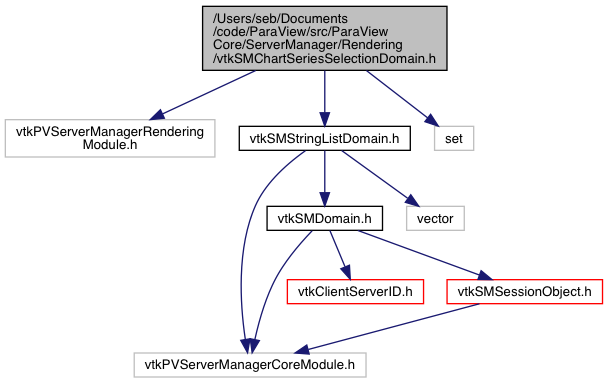 /Users/seb/Documents
/code/ParaView/src/ParaView
Core/ServerManager/Rendering
/vtkSMChartSeriesSelectionDomain.h
vtkPVServerManagerRendering
Module.h
vtkSMStringListDomain.h
set
vtkSMDomain.h
vector
vtkClientServerID.h
vtkSMSessionObject.h
vtkPVServerManagerCoreModule.h